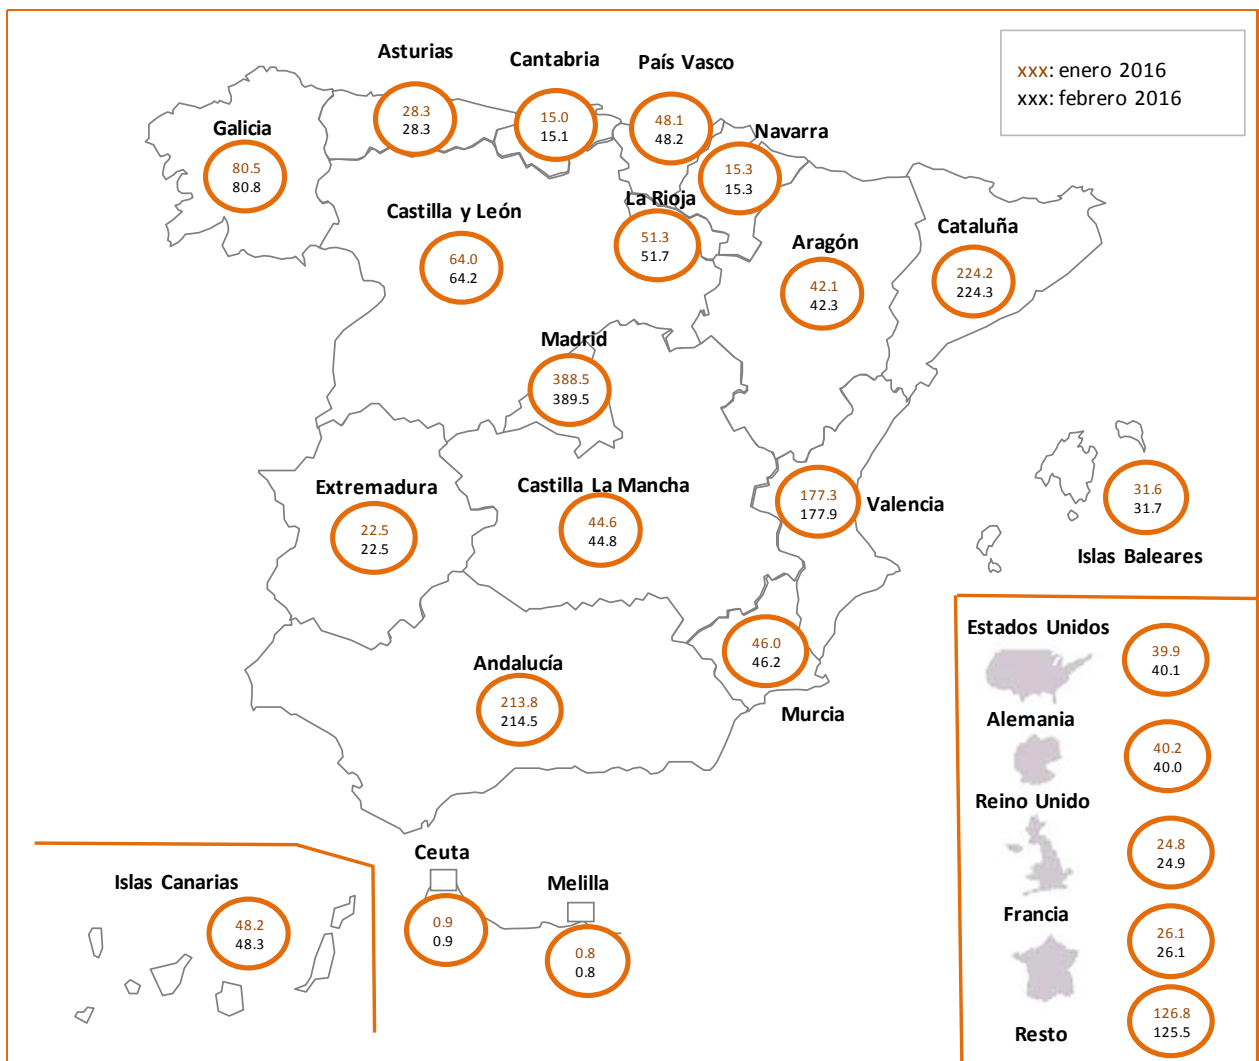 xxx: enero 2016
xxx: febrero 2016
Asturias
28.3
28.3
Cantabria
15.0
15.1
País Vasco
48.1
48.2
Navarra
15.3
15.3
Galicia
80.5
80.8
Castilla y León
64.0
64.2
La Rioja
51.3
51.7
Aragón
42.1
42.3
Cataluña
224.2
224.3
Madrid
388.5
389.5
Extremadura
22.5
22.5
Castilla La Mancha
44.6
44.8
177.3
177.9
Valencia
31.6
31.7
Islas Baleares
Andalucía
213.8
214.5
46.0
46.2
Murcia
Estados Unidos
39.9
40.1
Alemania
40.2
40.0
Reino Unido
24.8
24.9
Francia
26.1
26.1
Resto
126.8
125.5
Islas Canarias
48.2
48.3
Ceuta
0.9
0.9
Melilla
0.8
0.8